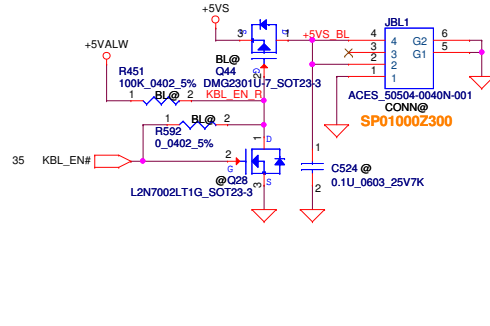 +5VS
+5VALW
3
S
D
1
+5VS_BL
JBL1
4
3
2
1
4
3
2
1
G2
G1
6
5
BL@
Q44
DMG2301U-7_SOT23-3
G
2
R451
100K_0402_5%
1
BL@
2
KBL_EN_R
ACES_50504-0040N-001
CONN@
SP01000Z300
1
BL@
2
R592
0_0402_5%
35
KBL_EN#
2
G
1
D
3
S
@Q28
L2N7002LT1G_SOT23-3
1
2
C524 @
0.1U_0603_25V7K